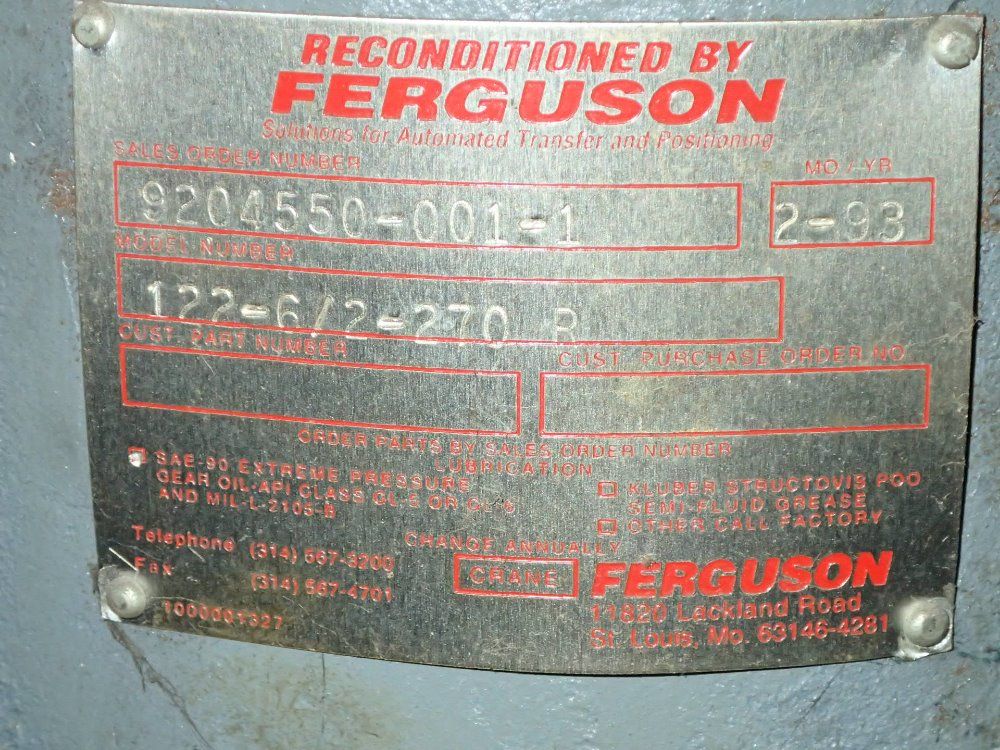 RECONDITIONED BY
FERGUSON
Solutions for Automated Transfer and Positioning
SALES ORDER NUMBER
MO / YR
9204550-001-1
2-93
MODEL NUMBER
122-6/2-270 R
CUST. PART NUMBER
CUST. PURCHASE ORDER NO.
ORDER PARTS BY SALES ORDER NUMBER
LUBRICATION
SAE-90 EXTREME PRESSURE
GEAR OIL-API CLASS GL-5 OR GL-6
AND MIL-L-2105-B
KLUBER STRUCTOVIS POO
SEMI-FLUID GREASE
OTHER CALL FACTORY
CHANGE ANNUALLY
Telephone (314) 567-3200
Fax (314) 567-4701
1000001327
CRANE FERGUSON
11820 Lackland Road
St. Louis, Mo. 63146-4281